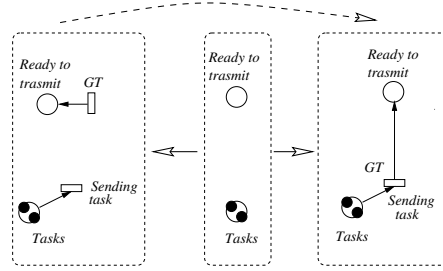 Ready to
trasmit
GT
Sending
task
Tasks
Ready to
trasmit
Tasks
Ready to
trasmit
GT
Sending
task
Tasks